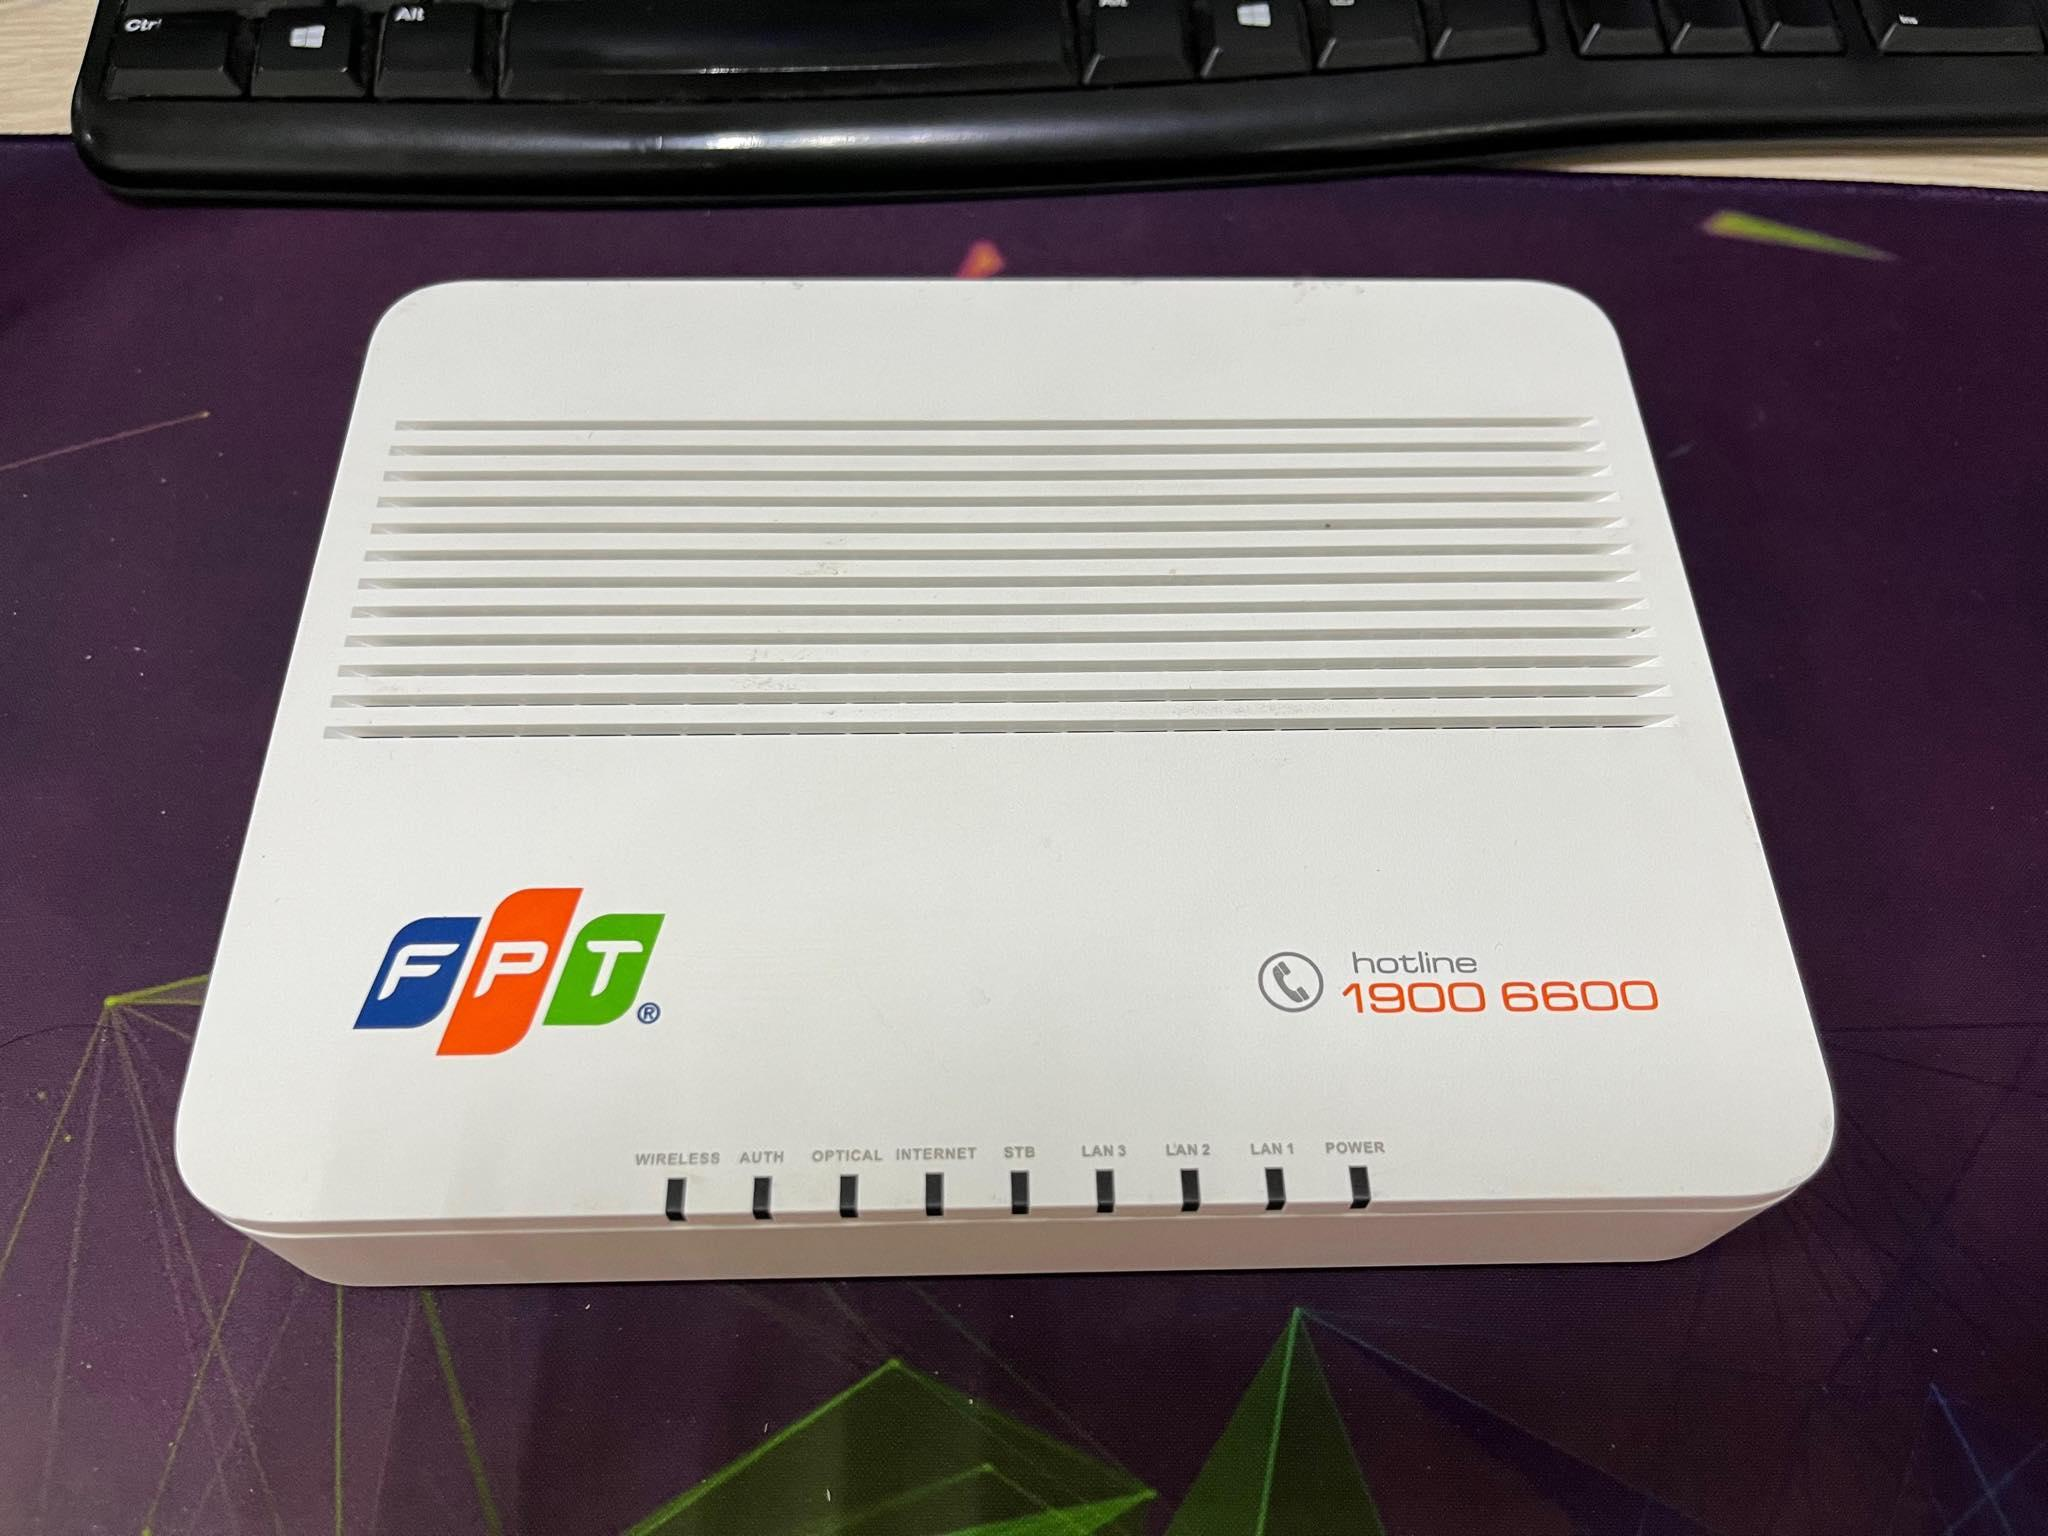 Ctrl
Alt
Alt
Ins
FPT®
hotline
1900 6600
WIRELESS AUTH OPTICAL INTERNET STB LAN 3 LAN 2 LAN 1 POWER